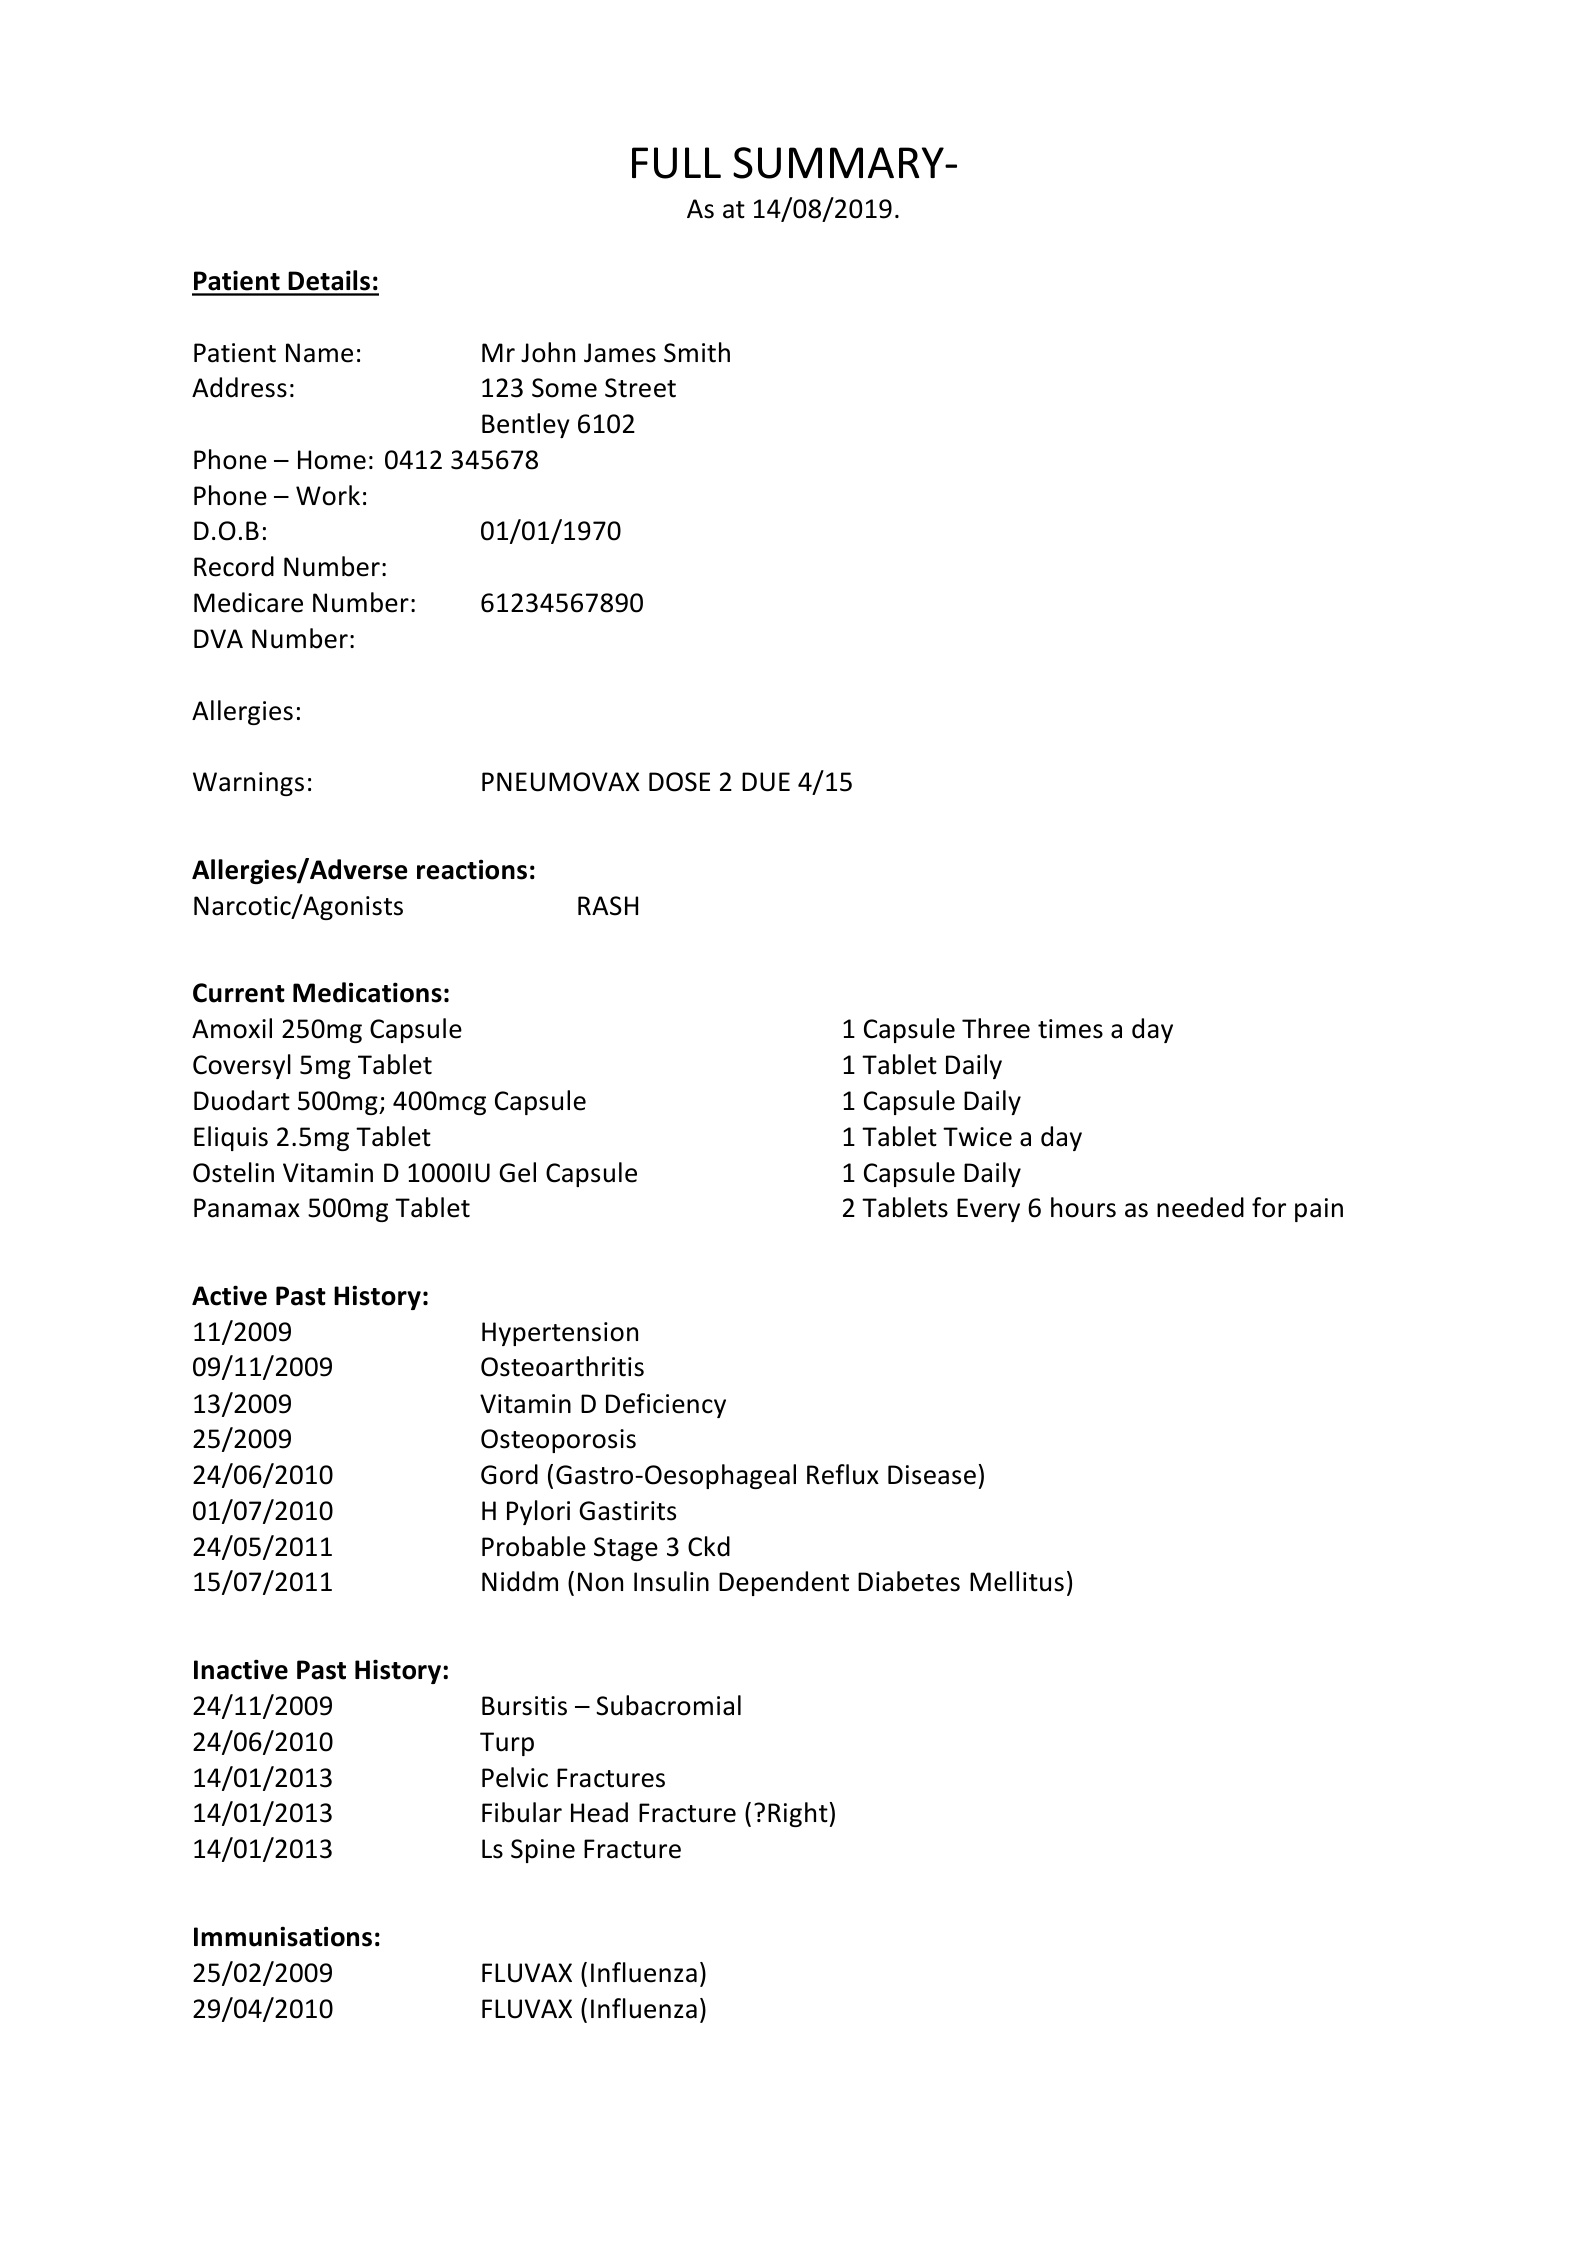 FULL SUMMARY-
As at 14/08/2019.
Patient Details:
Patient Name: Mr John James Smith
Address: 123 Some Street
Bentley 6102
Phone – Home: 0412 345678
Phone – Work:
D.O.B: 01/01/1970
Record Number:
Medicare Number: 61234567890
DVA Number:
Allergies:
Warnings: PNEUMOVAX DOSE 2 DUE 4/15
Allergies/Adverse reactions:
Narcotic/Agonists RASH
Current Medications:
Amoxil 250mg Capsule 1 Capsule Three times a day
Coversyl 5mg Tablet 1 Tablet Daily
Duodart 500mg; 400mcg Capsule 1 Capsule Daily
Eliquis 2.5mg Tablet 1 Tablet Twice a day
Ostelin Vitamin D 1000IU Gel Capsule 1 Capsule Daily
Panamax 500mg Tablet 2 Tablets Every 6 hours as needed for pain
Active Past History:
11/2009 Hypertension
09/11/2009 Osteoarthritis
13/2009 Vitamin D Deficiency
25/2009 Osteoporosis
24/06/2010 Gord (Gastro-Oesophageal Reflux Disease)
01/07/2010 H Pylori Gastirits
24/05/2011 Probable Stage 3 Ckd
15/07/2011 Niddm (Non Insulin Dependent Diabetes Mellitus)
Inactive Past History:
24/11/2009 Bursitis – Subacromial
24/06/2010 Turp
14/01/2013 Pelvic Fractures
14/01/2013 Fibular Head Fracture (?Right)
14/01/2013 Ls Spine Fracture
Immunisations:
25/02/2009 FLUVAX (Influenza)
29/04/2010 FLUVAX (Influenza)